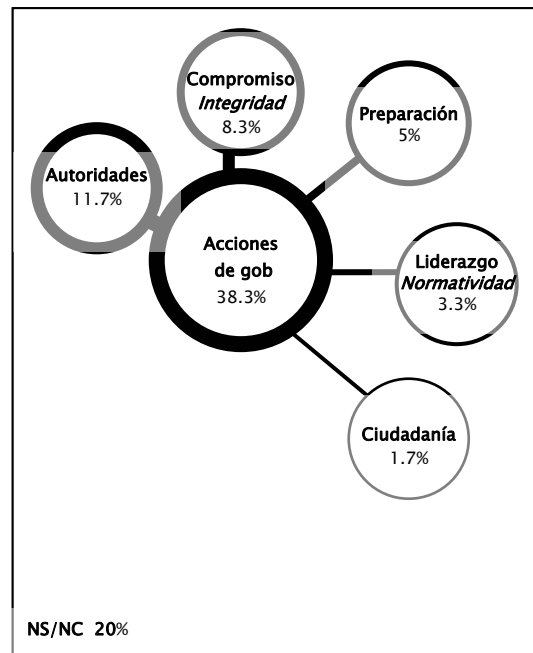 Compromiso
Integridad
8.3%
Preparación
5%
Autoridades
11.7%
Acciones
de gob
38.3%
Liderazgo
Normatividad
3.3%
Ciudadanía
1.7%
NS/NC 20%